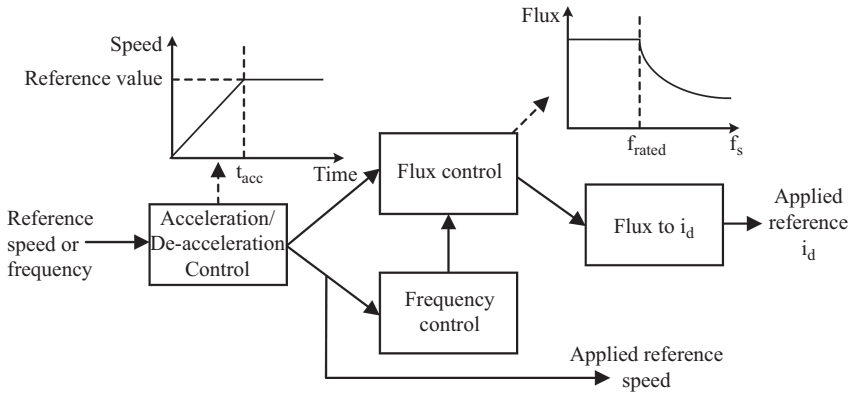 Speed
Reference value
t_acc
Time
Flux
f_rated
f_s
Reference
speed or
frequency
Acceleration/
De-acceleration
Control
Flux control
Frequency
control
Flux to i_d
Applied
reference
i_d
Applied reference
speed